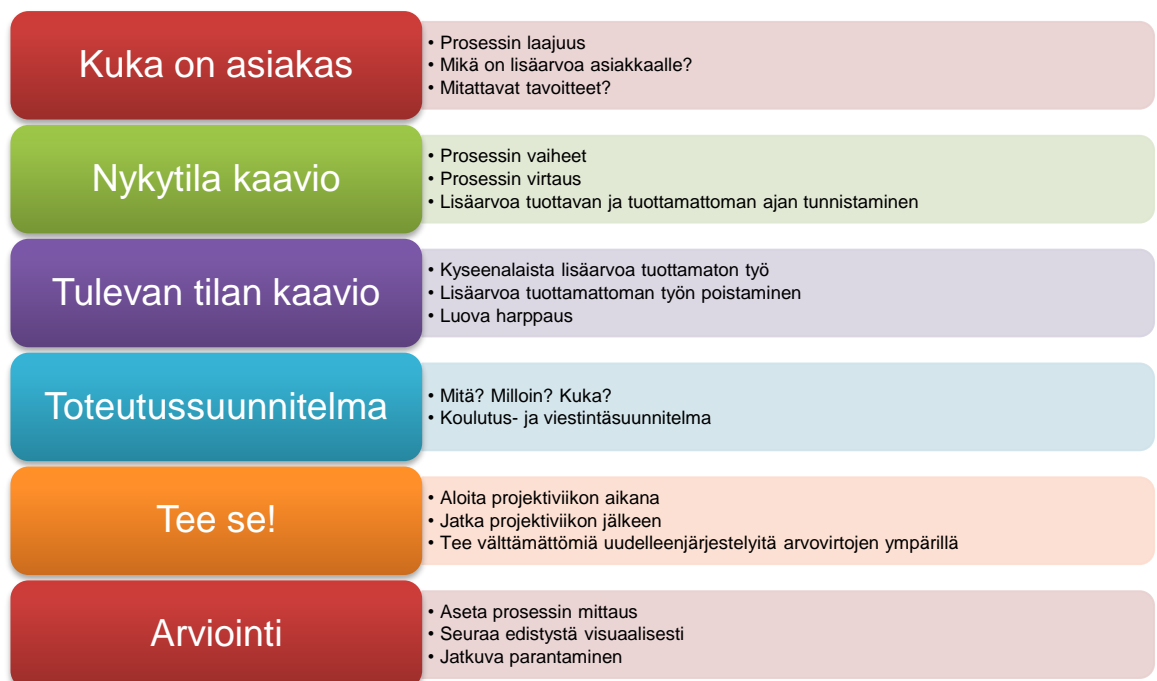 Kuka on asiakas
• Prosessin laajuus
• Mikä on lisäarvoa asiakkaalle?
• Mitattavat tavoitteet?
Nykytila kaavio
• Prosessin vaiheet
• Prosessin virtaus
• Lisäarvoa tuottavan ja tuottamattoman ajan tunnistaminen
Tulevan tilan kaavio
• Kyseenalaista lisäarvoa tuottamaton työ
• Lisäarvoa tuottamattoman työn poistaminen
• Luova harppaus
Toteutussuunnitelma
• Mitä? Milloin? Kuka?
• Koulutus- ja viestintäsuunnitelma
Tee se!
• Aloita projektiviikon aikana
• Jatka projektiviikon jälkeen
• Tee välttämättömiä uudelleenjärjestelyitä arvovirtojen ympärillä
Arviointi
• Aseta prosessin mittaus
• Seuraa edistystä visuaalisesti
• Jatkuva parantaminen